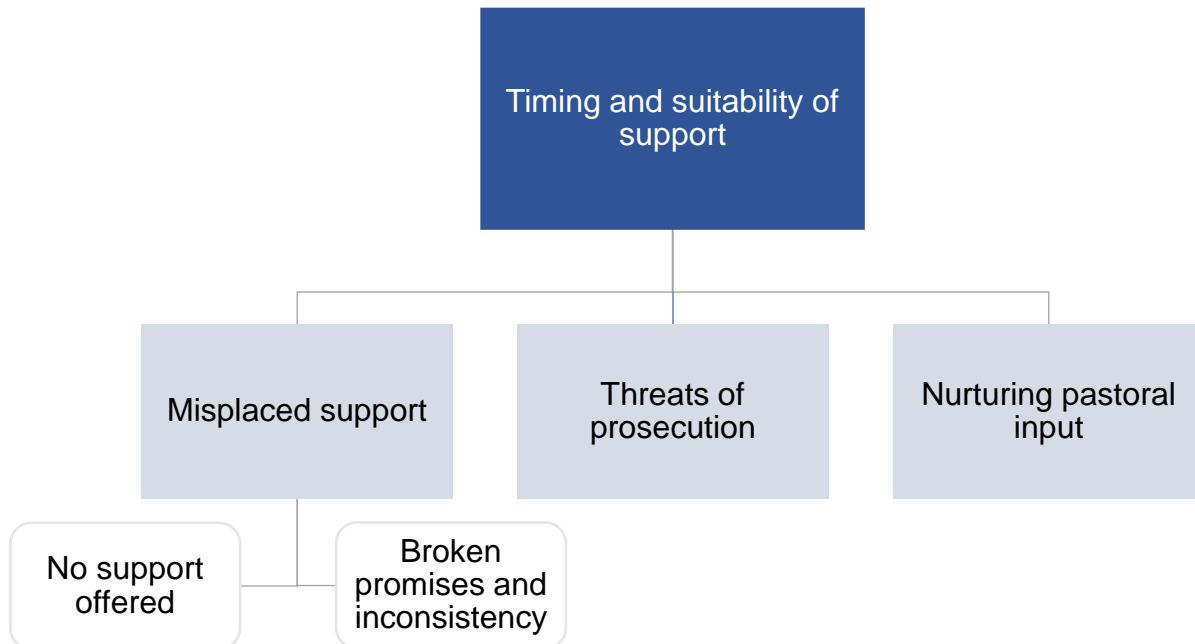 Timing and suitability of
support
Misplaced support
Threats of
prosecution
Nurturing pastoral
input
No support
offered
Broken
promises and
inconsistency